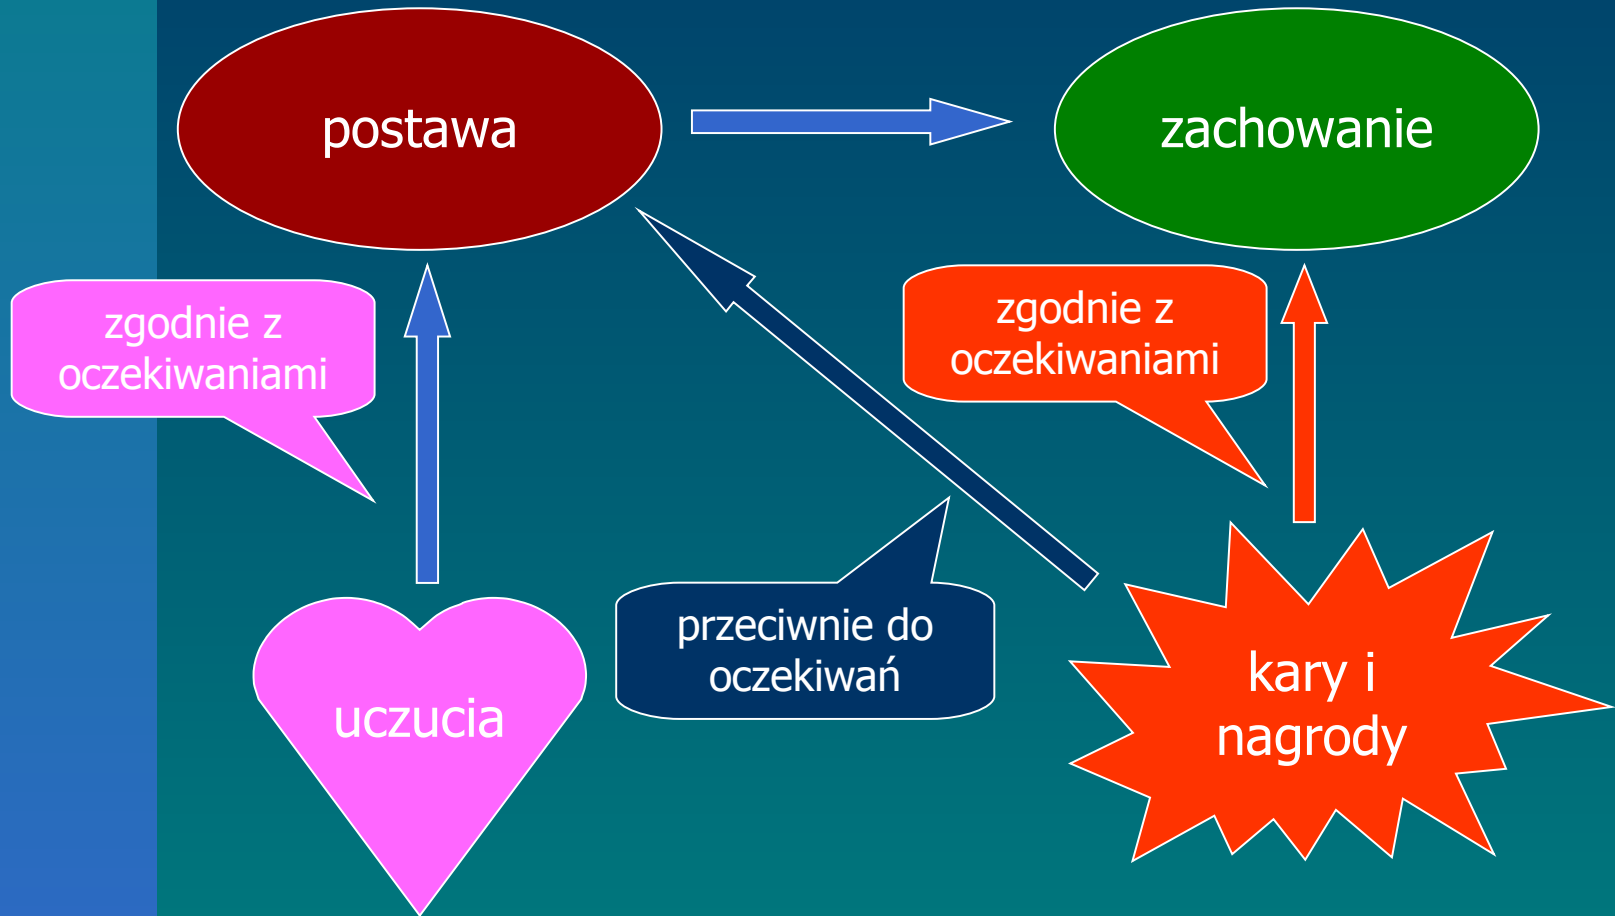 postawa
zachowanie
zgodnie z
oczekiwaniami
zgodnie z
oczekiwaniami
przeciwnie do
oczekiwań
uczucia
kary i
nagrody